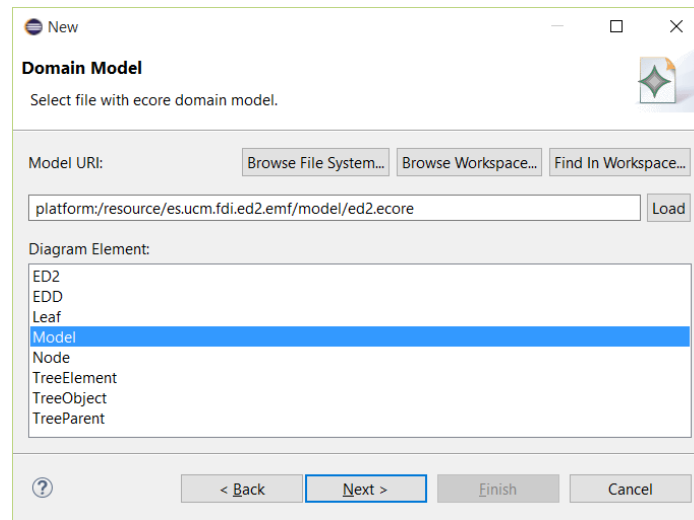 New
Domain Model
Select file with ecore domain model.
Model URI: Browse File System... Browse Workspace... Find In Workspace...
platform:/resource/es.ucm.fdi.ed2.emf/model/ed2.ecore Load
Diagram Element:
ED2
EDD
Leaf
Model
Node
TreeElement
TreeObject
TreeParent
? < Back Next > Finish Cancel